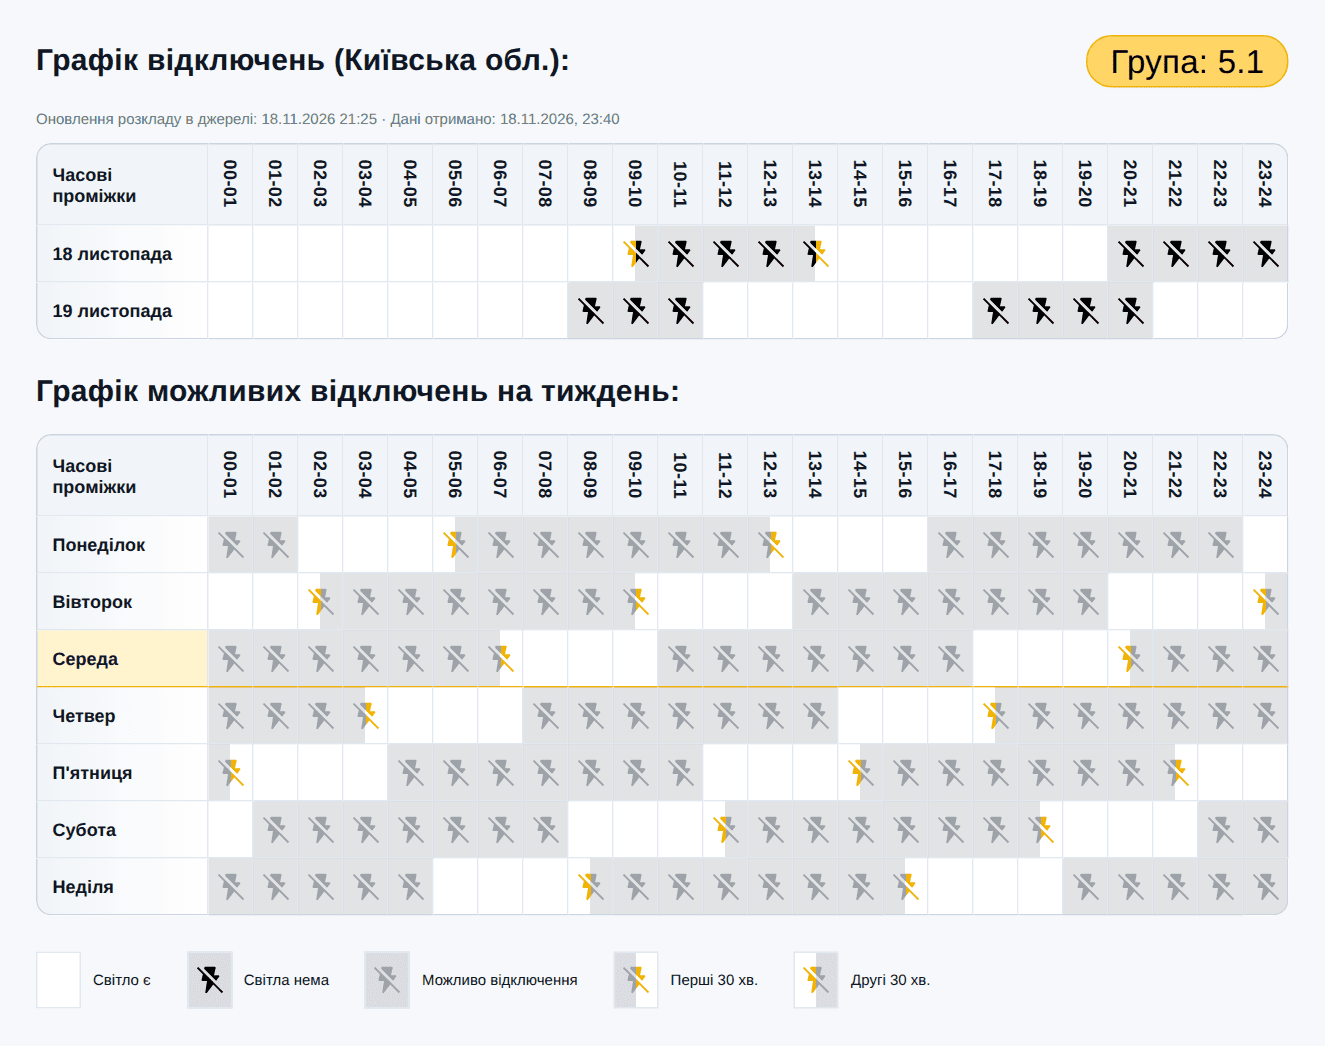 Графік відключень (Київська обл.):
Група: 5.1
Оновлення розкладу в джерелі: 18.11.2026 21:25 · Дані отримано: 18.11.2026, 23:40
Часові проміжки 00-01 01-02 02-03 03-04 04-05 05-06 06-07 07-08 08-09 09-10 10-11 11-12 12-13 13-14 14-15 15-16 16-17 17-18 18-19 19-20 20-21 21-22 22-23 23-24
18 листопада
19 листопада
Графік можливих відключень на тиждень:
Часові проміжки 00-01 01-02 02-03 03-04 04-05 05-06 06-07 07-08 08-09 09-10 10-11 11-12 12-13 13-14 14-15 15-16 16-17 17-18 18-19 19-20 20-21 21-22 22-23 23-24
Понеділок
Вівторок
Середа
Четвер
П'ятниця
Субота
Неділя
Світло є Світла нема Можливо відключення Перші 30 хв. Другі 30 хв.